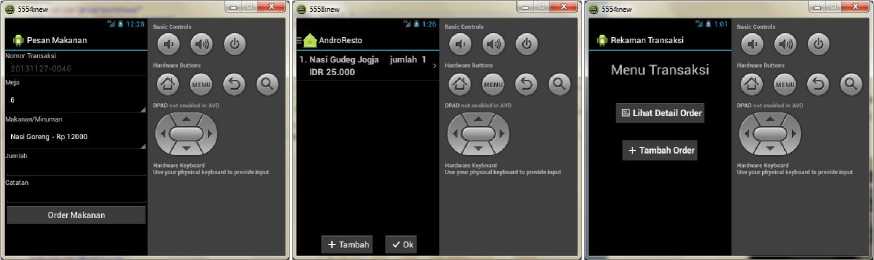 5554:new
12:28
Pesan Makanan
Nomor Transaksi
20131127-0046
Meja
6
Makanan/Minuman
Nasi Goreng - Rp 12000
Jumlah
Catatan
Order Makanan
Basic Controls
Hardware Buttons
MENU
DPAD not enabled in AVD
Hardware Keyboard
Use your physical keyboard to provide input
5558:new
1:26
AndroResto
1. Nasi Gudeg Jogja jumlah 1
IDR 25.000
+ Tambah
Ok
Basic Controls
Hardware Buttons
MENU
DPAD not enabled in AVD
Hardware Keyboard
Use your physical keyboard to provide input
5554:new
1:01
Rekaman Transaksi
Menu Transaksi
Lihat Detail Order
+ Tambah Order
Basic Controls
Hardware Buttons
MENU
DPAD not enabled in AVD
Hardware Keyboard
Use your physical keyboard to provide input